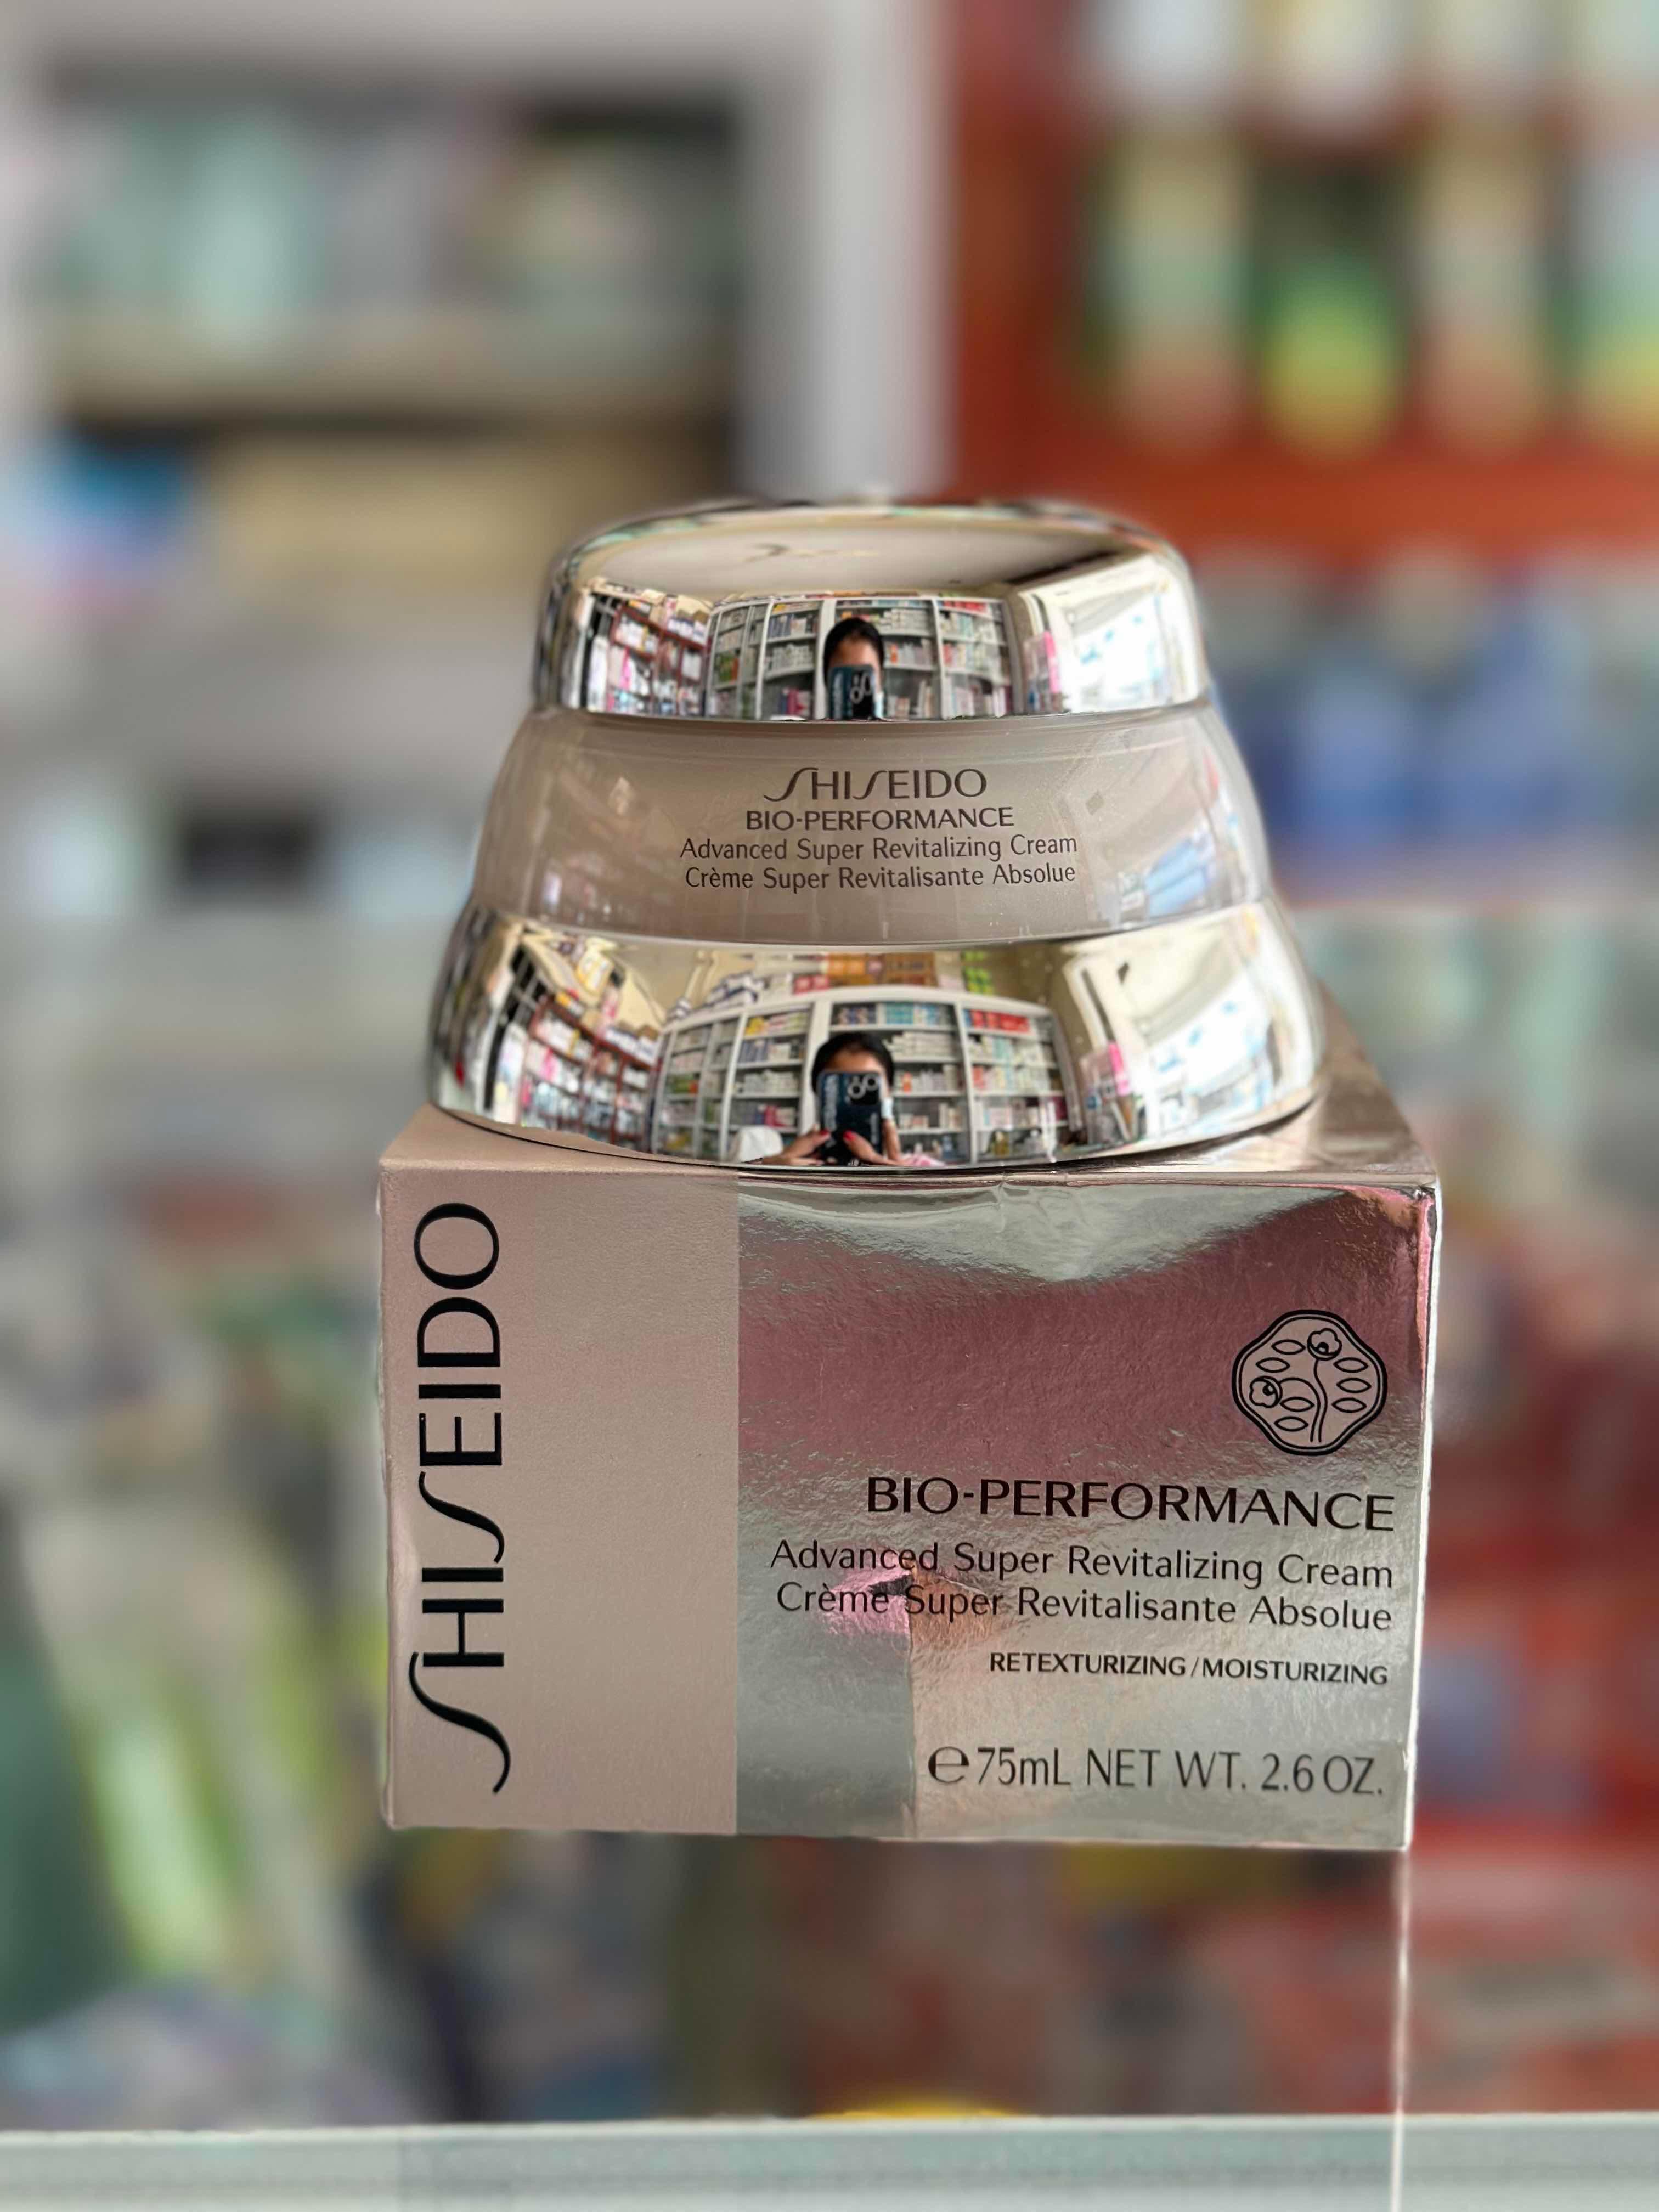 SHISEIDO
BIO-PERFORMANCE
Advanced Super Revitalizing Cream
Crème Super Revitalisante Absolue
SHISEIDO
BIO-PERFORMANCE
Advanced Super Revitalizing Cream
Crème Super Revitalisante Absolue
RETEXTURIZING/MOISTURIZING
℮75mL NET WT. 2.6 OZ.